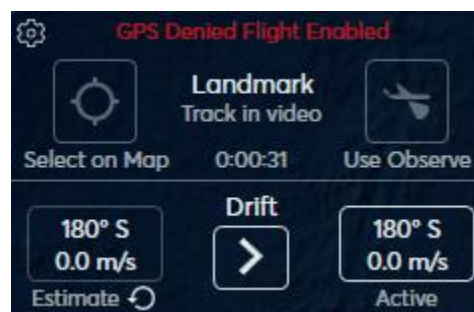 GPS Denied Flight Enabled
Landmark
Track in video
Select on Map
0:00:31
Use Observe
Drift
180° S
0.0 m/s
Estimate
180° S
0.0 m/s
Active